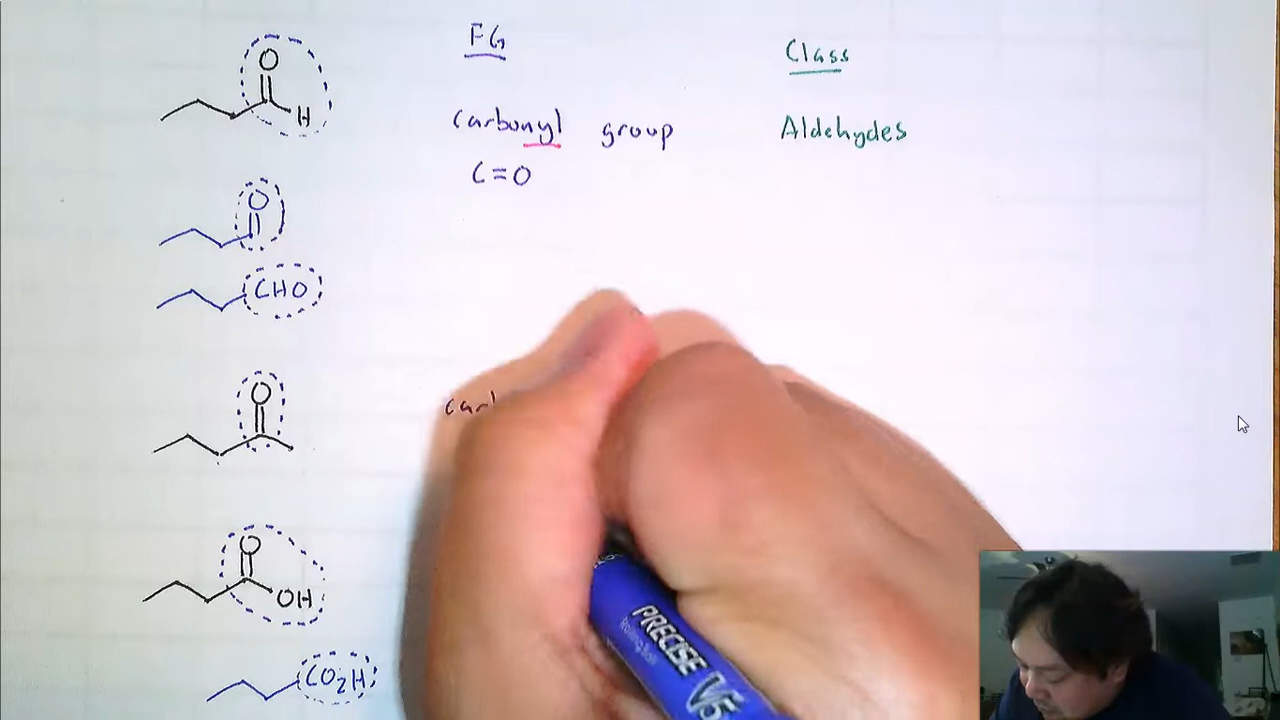 FG
Class
O
H
carbonyl group
Aldehydes
C=O
O
CHO
O
O
OH
CO2H
PRECISE V5